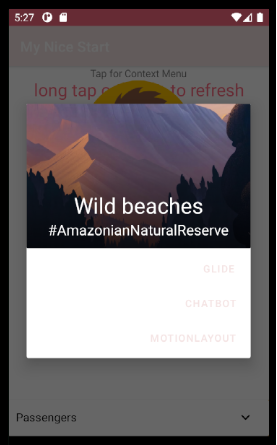 5:27
My Nice Start
Tap for Context Menu
long tap to refresh
Wild beaches
#AmazonianNaturalReserve
GLIDE
CHATBOT
MOTIONLAYOUT
Passengers